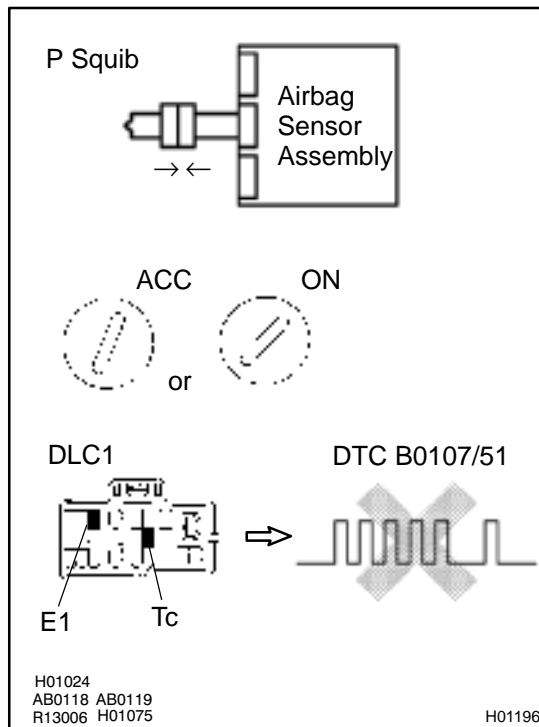 P Squib
Airbag
Sensor
Assembly
ACC
ON
or
DLC1
DTC B0107/51
E1
Tc
H01024
AB0118 AB0119
R13006 H01075
H01196